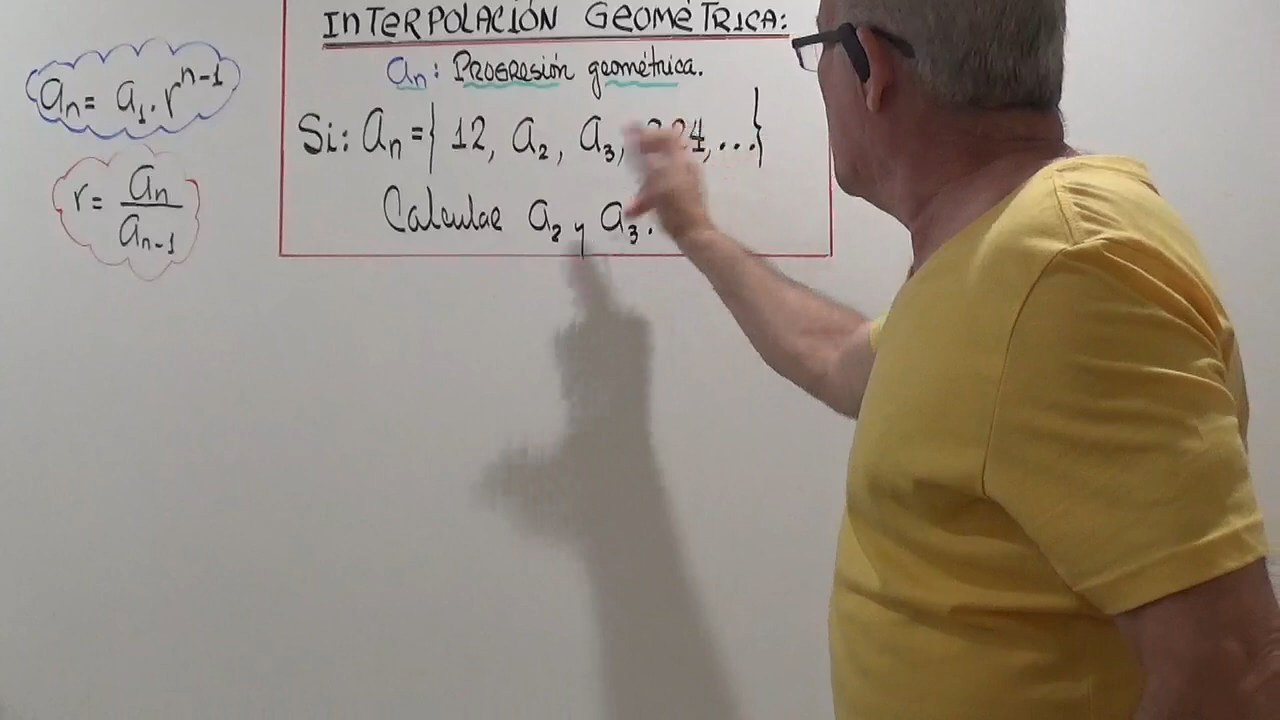 INTERPOLACIÓN GEOMÉTRICA:
an: Progresión geométrica.
Si: an = { 12, a2, a3, 324, ...}
Calcular a2 y a3.
an = a1 . r^n-1
r = an / an-1